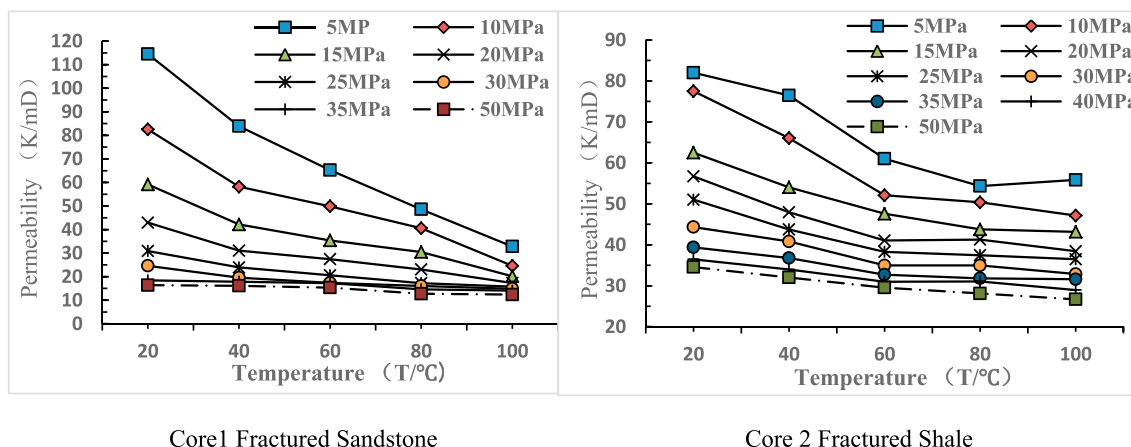 5MP
10MPa
15MPa
20MPa
25MPa
30MPa
35MPa
50MPa
120
110
100
90
80
70
60
50
40
30
20
10
0
Permeability （K/mD）
20 40 60 80 100
Temperature （T/℃）
Core1 Fractured Sandstone
5MPa
10MPa
15MPa
20MPa
25MPa
30MPa
35MPa
40MPa
50MPa
90
80
70
60
50
40
30
20
Permeability （K/mD）
20 40 60 80 100
Temperature （T/℃）
Core 2 Fractured Shale